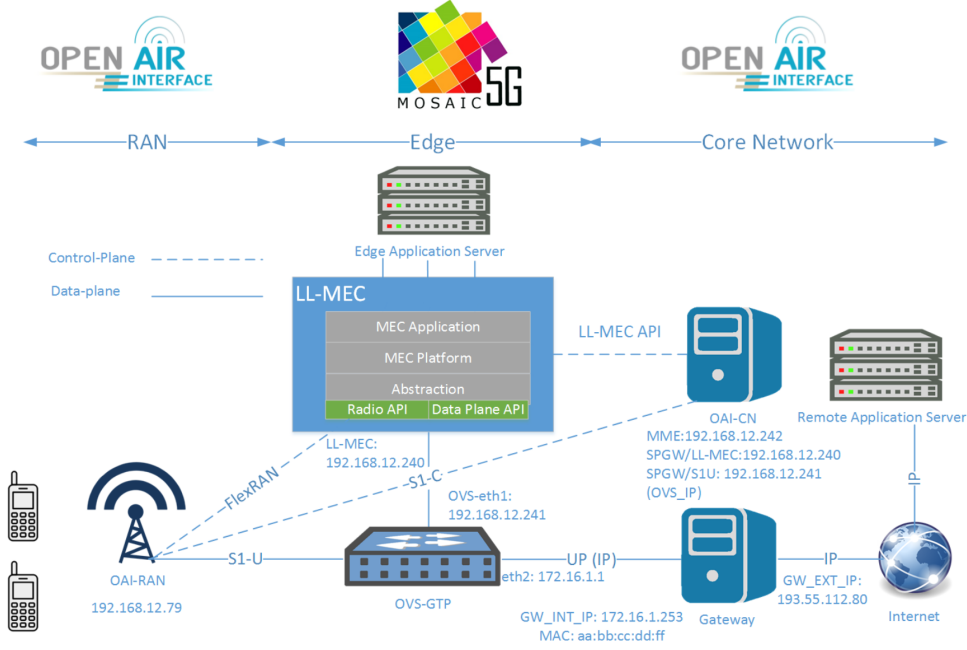 OPEN AIR
INTERFACE
MOSAIC 5G
OPEN AIR
INTERFACE
RAN
Edge
Core Network
Edge Application Server
Control-Plane
Data-plane
LL-MEC
MEC Application
MEC Platform
Abstraction
Radio API
Data Plane API
LL-MEC API
LL-MEC:
192.168.12.240
OAI-CN
MME:192.168.12.242
SPGW/LL-MEC:192.168.12.240
SPGW/S1U: 192.168.12.241
(OVS_IP)
Remote Application Server
IP
FlexRAN
S1-C
OVS-eth1:
192.168.12.241
S1-U
UP (IP)
IP
eth2: 172.16.1.1
OAI-RAN
192.168.12.79
OVS-GTP
GW_INT_IP: 172.16.1.253
MAC: aa:bb:cc:dd:ff
Gateway
GW_EXT_IP:
193.55.112.80
Internet